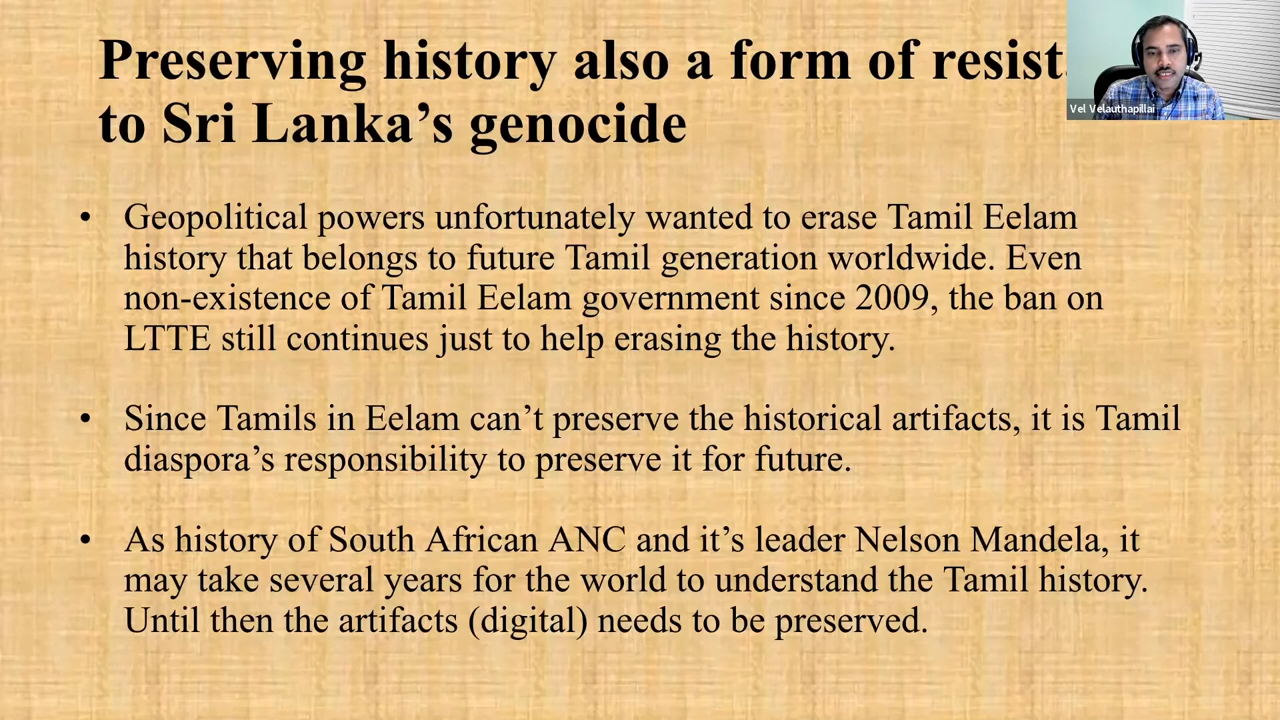 Preserving history also a form of
to Sri Lanka’s genocide
Vel Velauthapillai
• Geopolitical powers unfortunately wanted to erase Tamil Eelam
history that belongs to future Tamil generation worldwide. Even
non-existence of Tamil Eelam government since 2009, the ban on
LTTE still continues just to help erasing the history.
• Since Tamils in Eelam can’t preserve the historical artifacts, it is Tamil
diaspora’s responsibility to preserve it for future.
• As history of South African ANC and it’s leader Nelson Mandela, it
may take several years for the world to understand the Tamil history.
Until then the artifacts (digital) needs to be preserved.